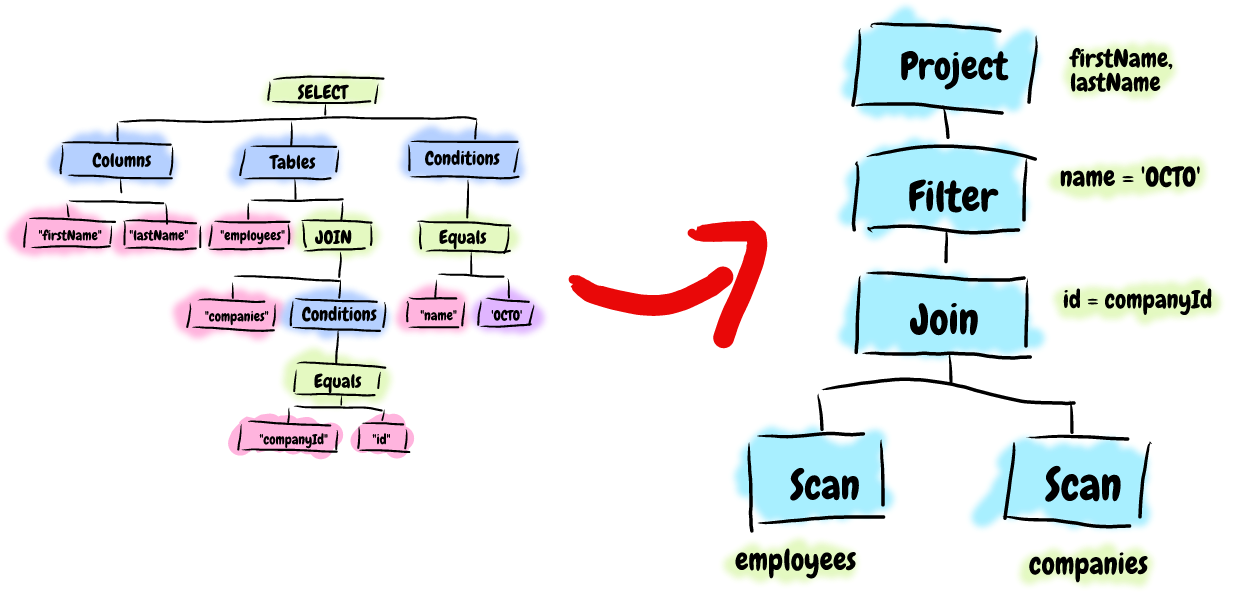 SELECT
Columns
Tables
Conditions
"firstName"
"lastName"
"employees"
JOIN
Equals
"companies"
Conditions
"name"
'OCTO'
Equals
"companyId"
"id"
Project
firstName,
lastName
Filter
name = 'OCTO'
Join
id = companyId
Scan
Scan
employees
companies